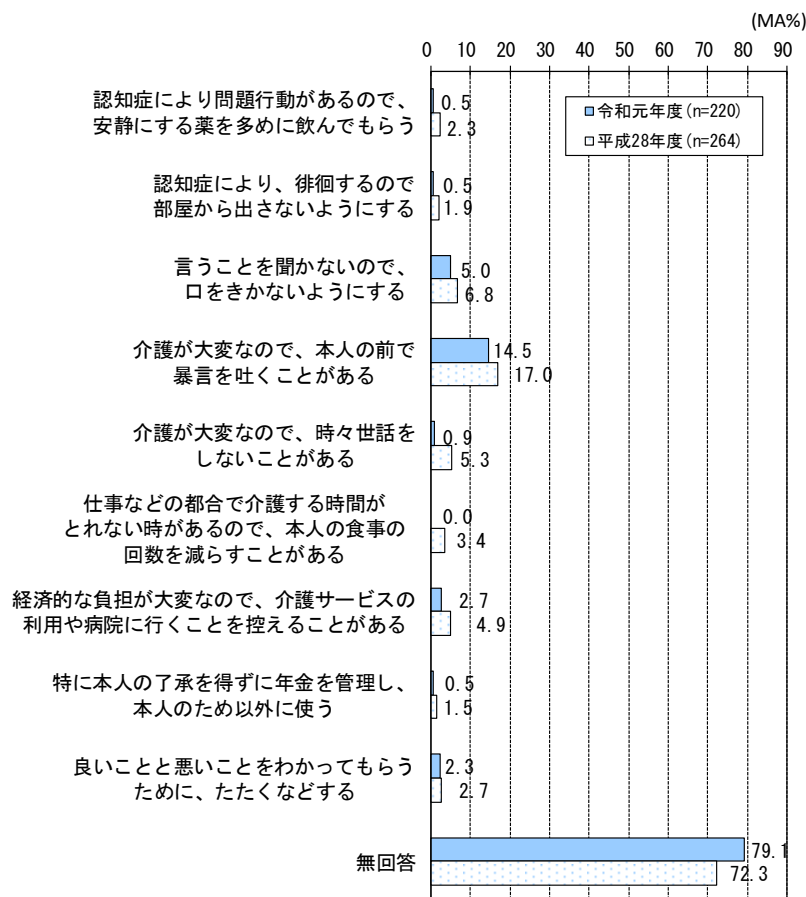 (MA%)
0 10 20 30 40 50 60 70 80 90
令和元年度(n=220)
平成28年度(n=264)
認知症により問題行動があるので、
安静にする薬を多めに飲んでもらう
0.5
2.3
認知症により、徘徊するので
部屋から出さないようにする
0.5
1.9
言うことを聞かないので、
口をきかないようにする
5.0
6.8
介護が大変なので、本人の前で
暴言を吐くことがある
14.5
17.0
介護が大変なので、時々世話を
しないことがある
0.9
5.3
仕事などの都合で介護する時間が
とれない時があるので、本人の食事の
回数を減らすことがある
0.0
3.4
経済的な負担が大変なので、介護サービスの
利用や病院に行くことを控えることがある
2.7
4.9
特に本人の了承を得ずに年金を管理し、
本人のため以外に使う
0.5
1.5
良いことと悪いことをわかってもらう
ために、たたくなどする
2.3
2.7
無回答
79.1
72.3